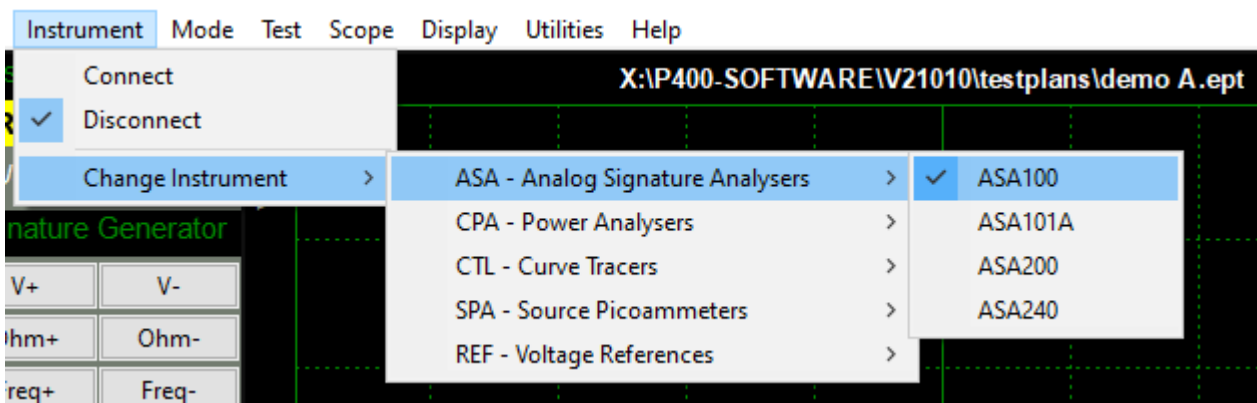 Instrument Mode Test Scope Display Utilities Help
Connect
X:\P400-SOFTWARE\V21010\testplans\demo A.ept
Disconnect
Change Instrument >
ASA - Analog Signature Analysers >
ASA100
nature Generator
CPA - Power Analysers >
ASA101A
V+ V-
CTL - Curve Tracers >
ASA200
Ohm+ Ohm-
SPA - Source Picoammeters >
ASA240
REF - Voltage References >
Freq+ Freq-